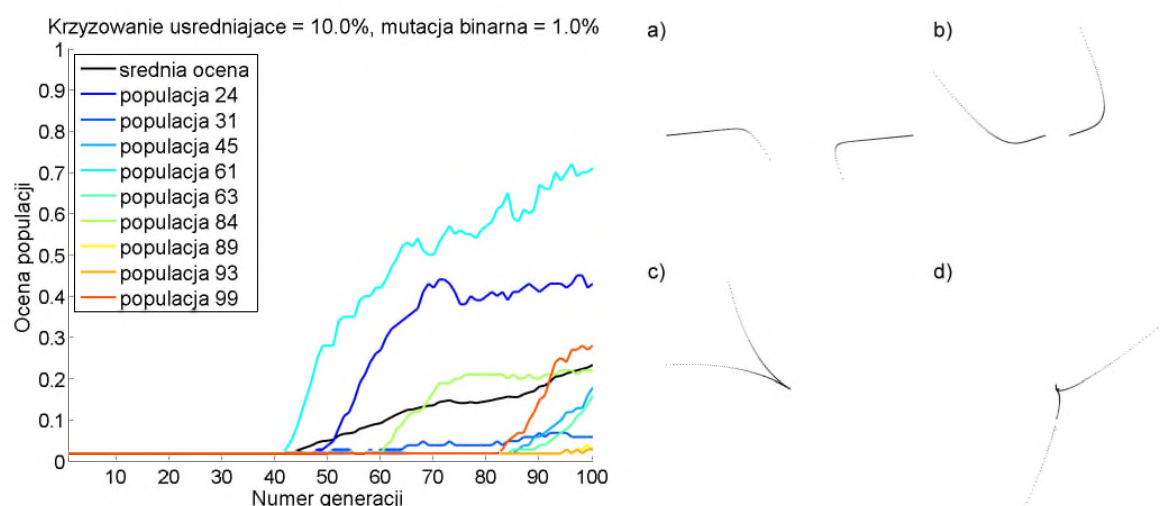 Krzyzowanie usredniajace = 10.0%, mutacja binarna = 1.0%
1
0.9
0.8
0.7
0.6
0.5
0.4
0.3
0.2
0.1
0
Ocena populacji
srednia ocena
populacja 24
populacja 31
populacja 45
populacja 61
populacja 63
populacja 84
populacja 89
populacja 93
populacja 99
10 20 30 40 50 60 70 80 90 100
Numer generacji
a)
b)
c)
d)